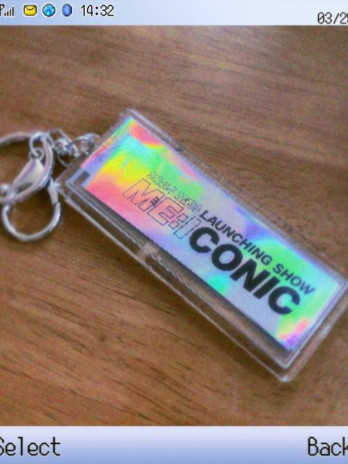 14:32
03/29
ME:I
LAUNCHING SHOW
CONIC
Select
Back